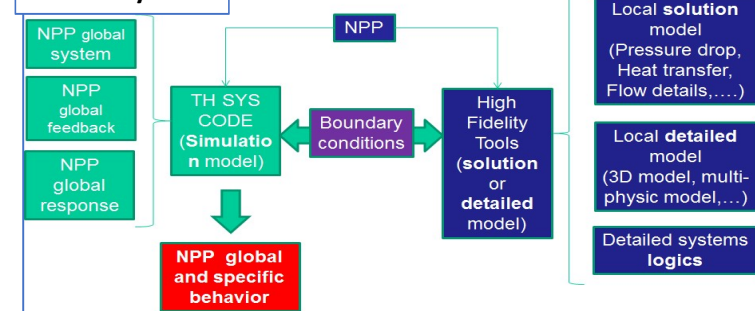 NPP global
system
NPP
global
feedback
NPP
global
response
NPP
TH SYS
CODE
(Simulatio
n model)
Boundary
conditions
High
Fidelity
Tools
(solution
or
detailed
model)
NPP global
and specific
behavior
Local solution
model
(Pressure drop,
Heat transfer,
Flow details,....)
Local detailed
model
(3D model, multi-
physic model,...)
Detailed systems
logics